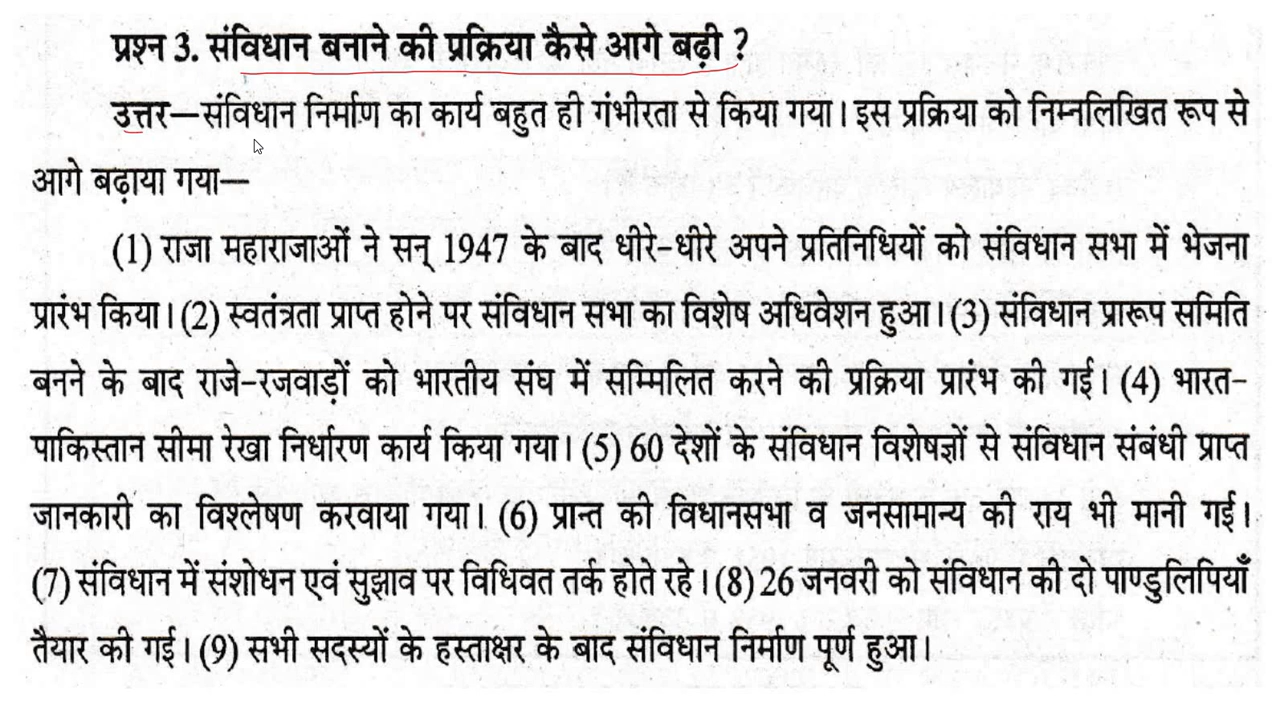 प्रश्न 3. संविधान बनाने की प्रक्रिया कैसे आगे बढ़ी ?
उत्तर—संविधान निर्माण का कार्य बहुत ही गंभीरता से किया गया। इस प्रक्रिया को निम्नलिखित रूप से
आगे बढ़ाया गया—
(1) राजा महाराजाओं ने सन् 1947 के बाद धीरे-धीरे अपने प्रतिनिधियों को संविधान सभा में भेजना
प्रारंभ किया। (2) स्वतंत्रता प्राप्त होने पर संविधान सभा का विशेष अधिवेशन हुआ। (3) संविधान प्रारूप समिति
बनने के बाद राजे-रजवाड़ों को भारतीय संघ में सम्मिलित करने की प्रक्रिया प्रारंभ की गई। (4) भारत-
पाकिस्तान सीमा रेखा निर्धारण कार्य किया गया। (5) 60 देशों के संविधान विशेषज्ञों से संविधान संबंधी प्राप्त
जानकारी का विश्लेषण करवाया गया। (6) प्रान्त की विधानसभा व जनसामान्य की राय भी मानी गई।
(7) संविधान में संशोधन एवं सुझाव पर विधिवत तर्क होते रहे। (8) 26 जनवरी को संविधान की दो पाण्डुलिपियाँ
तैयार की गई। (9) सभी सदस्यों के हस्ताक्षर के बाद संविधान निर्माण पूर्ण हुआ।